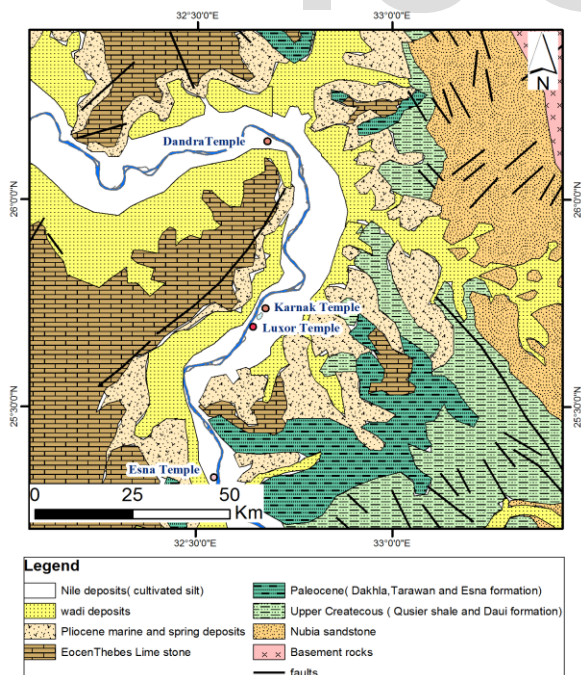 32°30'0"E 33°0'0"E
N
DandraTemple
26°0'0"N 26°0'0"N
Karnak Temple
Luxor Temple
25°30'0"N 25°30'0"N
Esna Temple
0 25 50
Km
32°30'0"E 33°0'0"E
Legend
Nile deposits( cultivated silt)
wadi deposits
Pliocene marine and spring deposits
EocenThebes Lime stone
Paleocene( Dakhla,Tarawan and Esna formation)
Upper Createcous ( Qusier shale and Daui formation)
Nubia sandstone
Basement rocks
faults